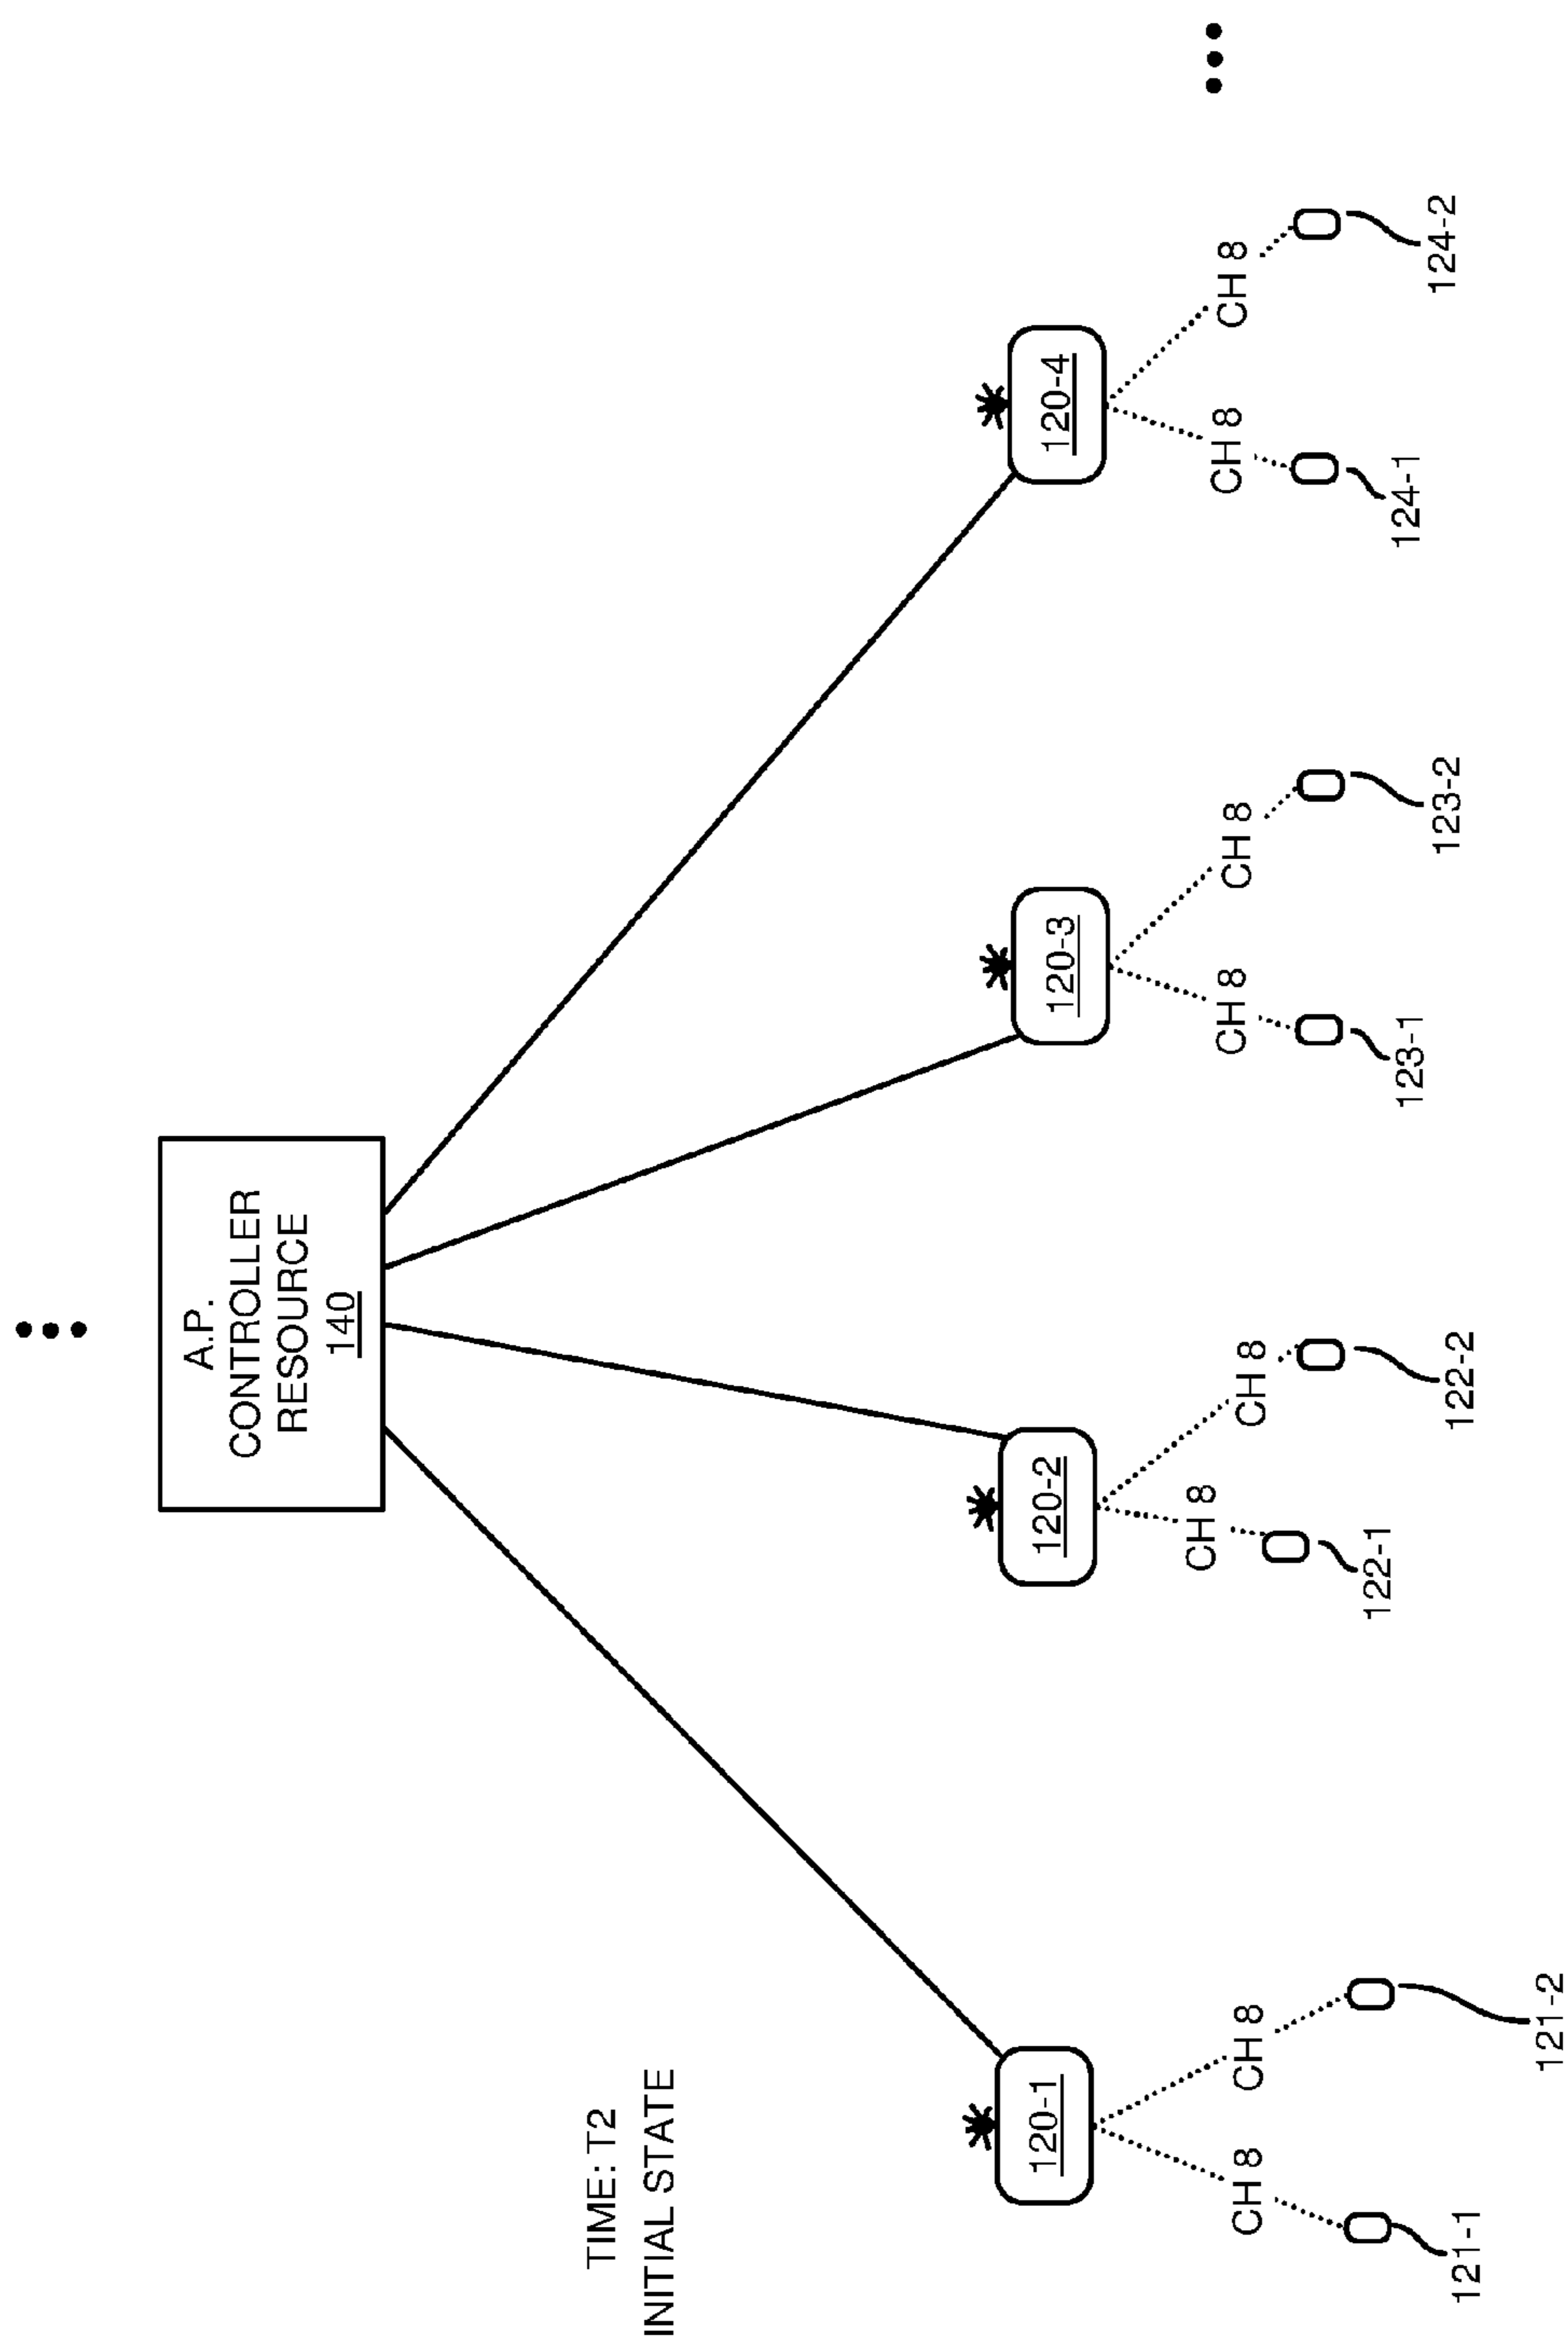 A.P.
CONTROLLER
RESOURCE
140
TIME: T2
INITIAL STATE
120-1
120-2
120-3
120-4
CH 8
CH 8
CH 8
CH 8
CH 8
CH 8
CH 8
CH 8
121-1
121-2
122-1
122-2
123-1
123-2
124-1
124-2